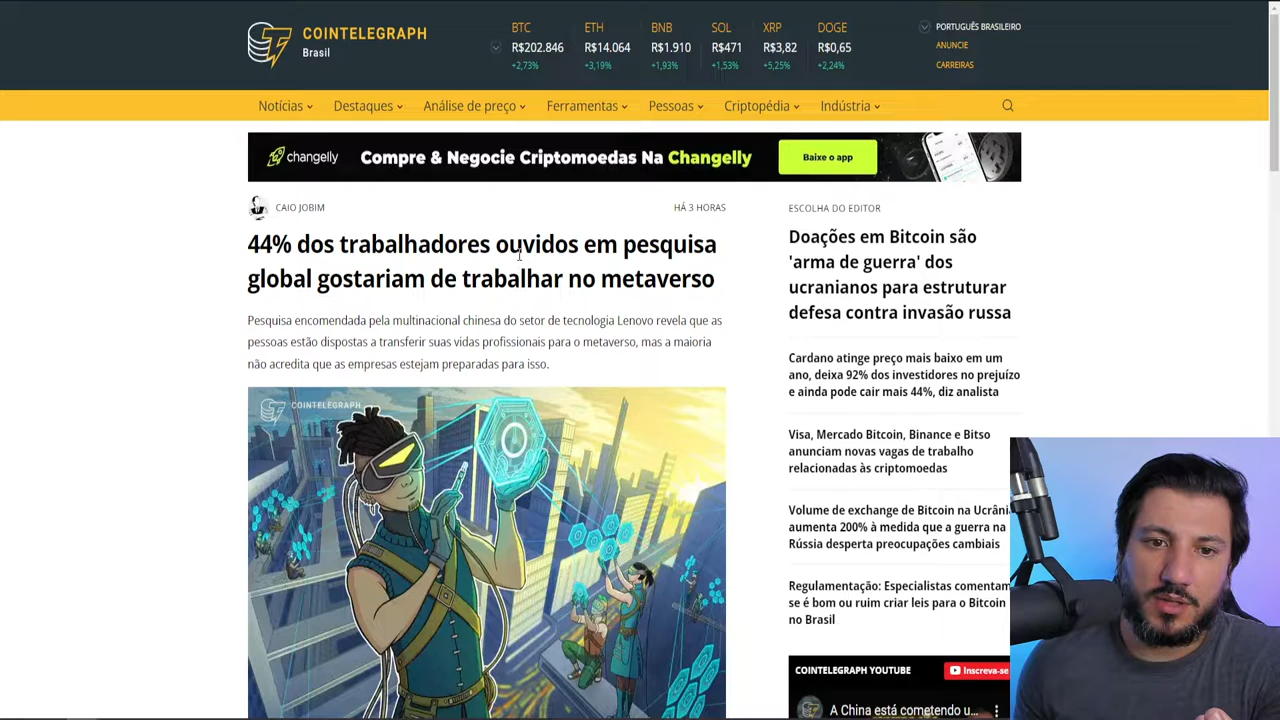 COINTELEGRAPH
Brasil
BTC
R$202.846
+2,73%
ETH
R$14.064
+3,19%
BNB
R$1.910
+1,93%
SOL
R$471
+1,53%
XRP
R$3,82
+5,25%
DOGE
R$0,65
+2,24%
PORTUGUÊS BRASILEIRO
ANUNCIE
CARREIRAS
Notícias
Destaques
Análise de preço
Ferramentas
Pessoas
Criptopédia
Indústria
changelly
Compre & Negocie Criptomoedas Na Changelly
Baixe o app
CAIO JOBIM
HÁ 3 HORAS
44% dos trabalhadores ouvidos em pesquisa
global gostariam de trabalhar no metaverso
Pesquisa encomendada pela multinacional chinesa do setor de tecnologia Lenovo revela que as
pessoas estão dispostas a transferir suas vidas profissionais para o metaverso, mas a maioria
não acredita que as empresas estejam preparadas para isso.
COINTELEGRAPH
ESCOLHA DO EDITOR
Doações em Bitcoin são
'arma de guerra' dos
ucranianos para estruturar
defesa contra invasão russa
Cardano atinge preço mais baixo em um
ano, deixa 92% dos investidores no prejuízo
e ainda pode cair mais 44%, diz analista
Visa, Mercado Bitcoin, Binance e Bitso
anunciam novas vagas de trabalho
relacionadas às criptomoedas
Volume de exchange de Bitcoin na Ucrâni
aumenta 200% à medida que a guerra na
Rússia desperta preocupações cambiais
Regulamentação: Especialistas comentam
se é bom ou ruim criar leis para o Bitcoin
no Brasil
COINTELEGRAPH YOUTUBE
Inscreva-se
A China está cometendo u...